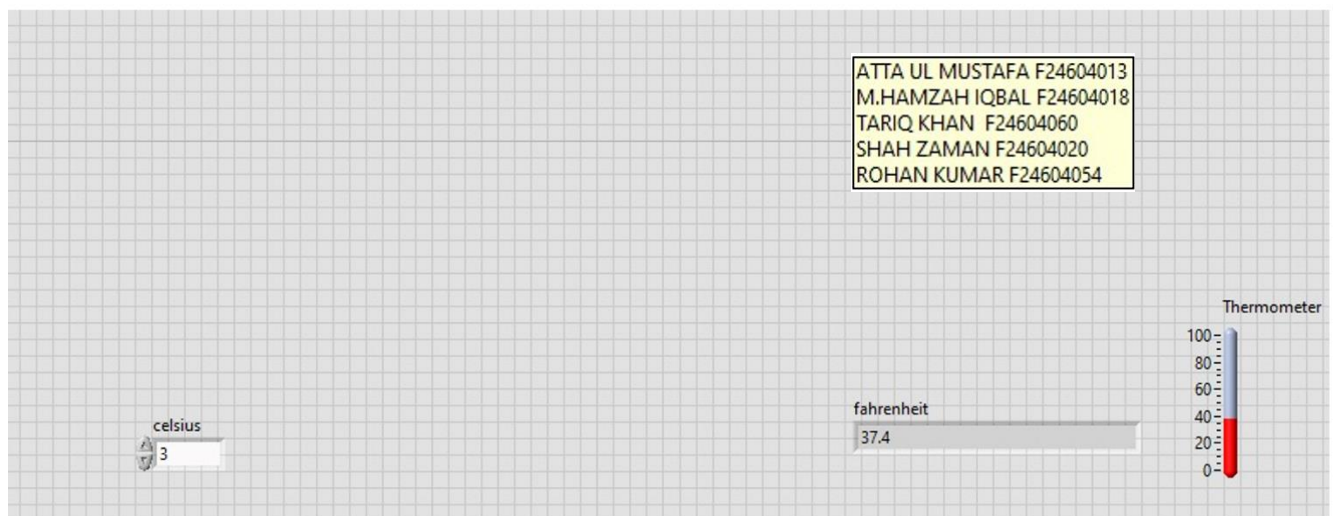 ATTA UL MUSTAFA F24604013
M.HAMZAH IQBAL F24604018
TARIQ KHAN  F24604060
SHAH ZAMAN F24604020
ROHAN KUMAR F24604054
Thermometer
100
80
60
40
20
0
fahrenheit
37.4
celsius
3